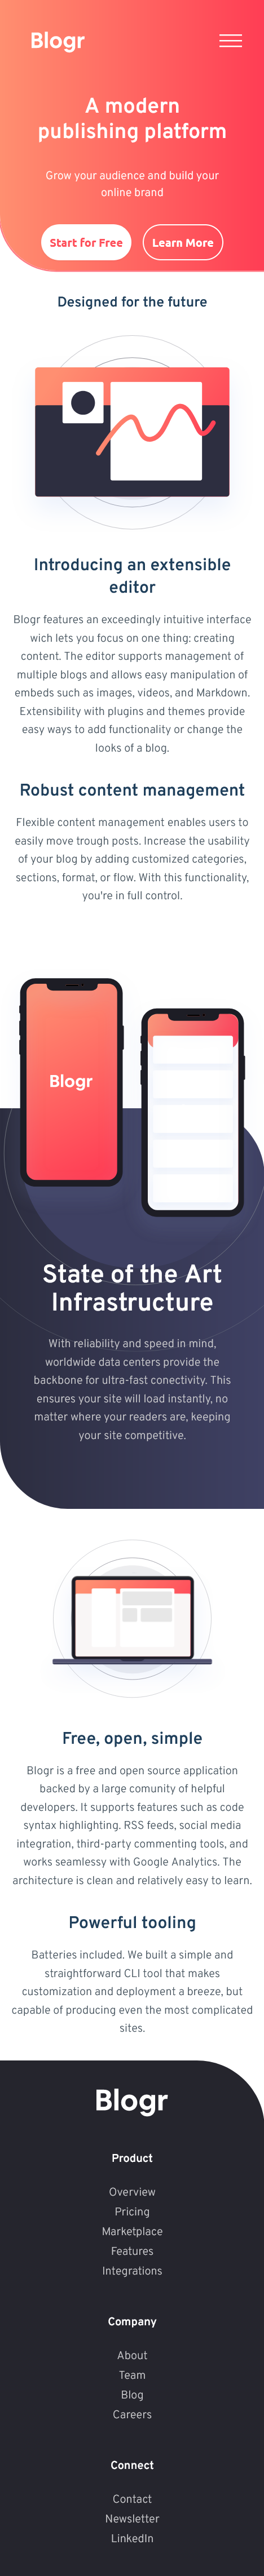 Blogr
A modern
publishing platform
Grow your audience and build your
online brand
Start for Free
Learn More
Designed for the future
Introducing an extensible
editor
Blogr features an exceedingly intuitive interface
wich lets you focus on one thing: creating
content. The editor supports management of
multiple blogs and allows easy manipulation of
embeds such as images, videos, and Markdown.
Extensibility with plugins and themes provide
easy ways to add functionality or change the
looks of a blog.
Robust content management
Flexible content management enables users to
easily move trough posts. Increase the usability
of your blog by adding customized categories,
sections, format, or flow. With this functionality,
you're in full control.
Blogr
State of the Art
Infrastructure
With reliability and speed in mind,
worldwide data centers provide the
backbone for ultra-fast conectivity. This
ensures your site will load instantly, no
matter where your readers are, keeping
your site competitive.
Free, open, simple
Blogr is a free and open source application
backed by a large comunity of helpful
developers. It supports features such as code
syntax highlighting. RSS feeds, social media
integration, third-party commenting tools, and
works seamlessy with Google Analytics. The
architecture is clean and relatively easy to learn.
Powerful tooling
Batteries included. We built a simple and
straightforward CLI tool that makes
customization and deployment a breeze, but
capable of producing even the most complicated
sites.
Blogr
Product
Overview
Pricing
Marketplace
Features
Integrations
Company
About
Team
Blog
Careers
Connect
Contact
Newsletter
LinkedIn